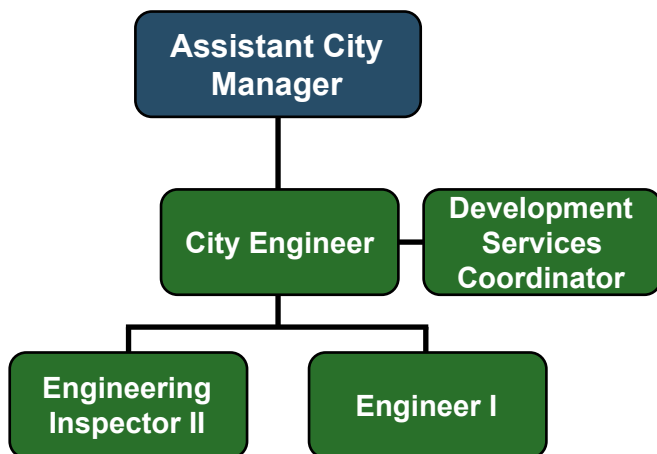 Assistant City
Manager
City Engineer
Development
Services
Coordinator
Engineering
Inspector II
Engineer I